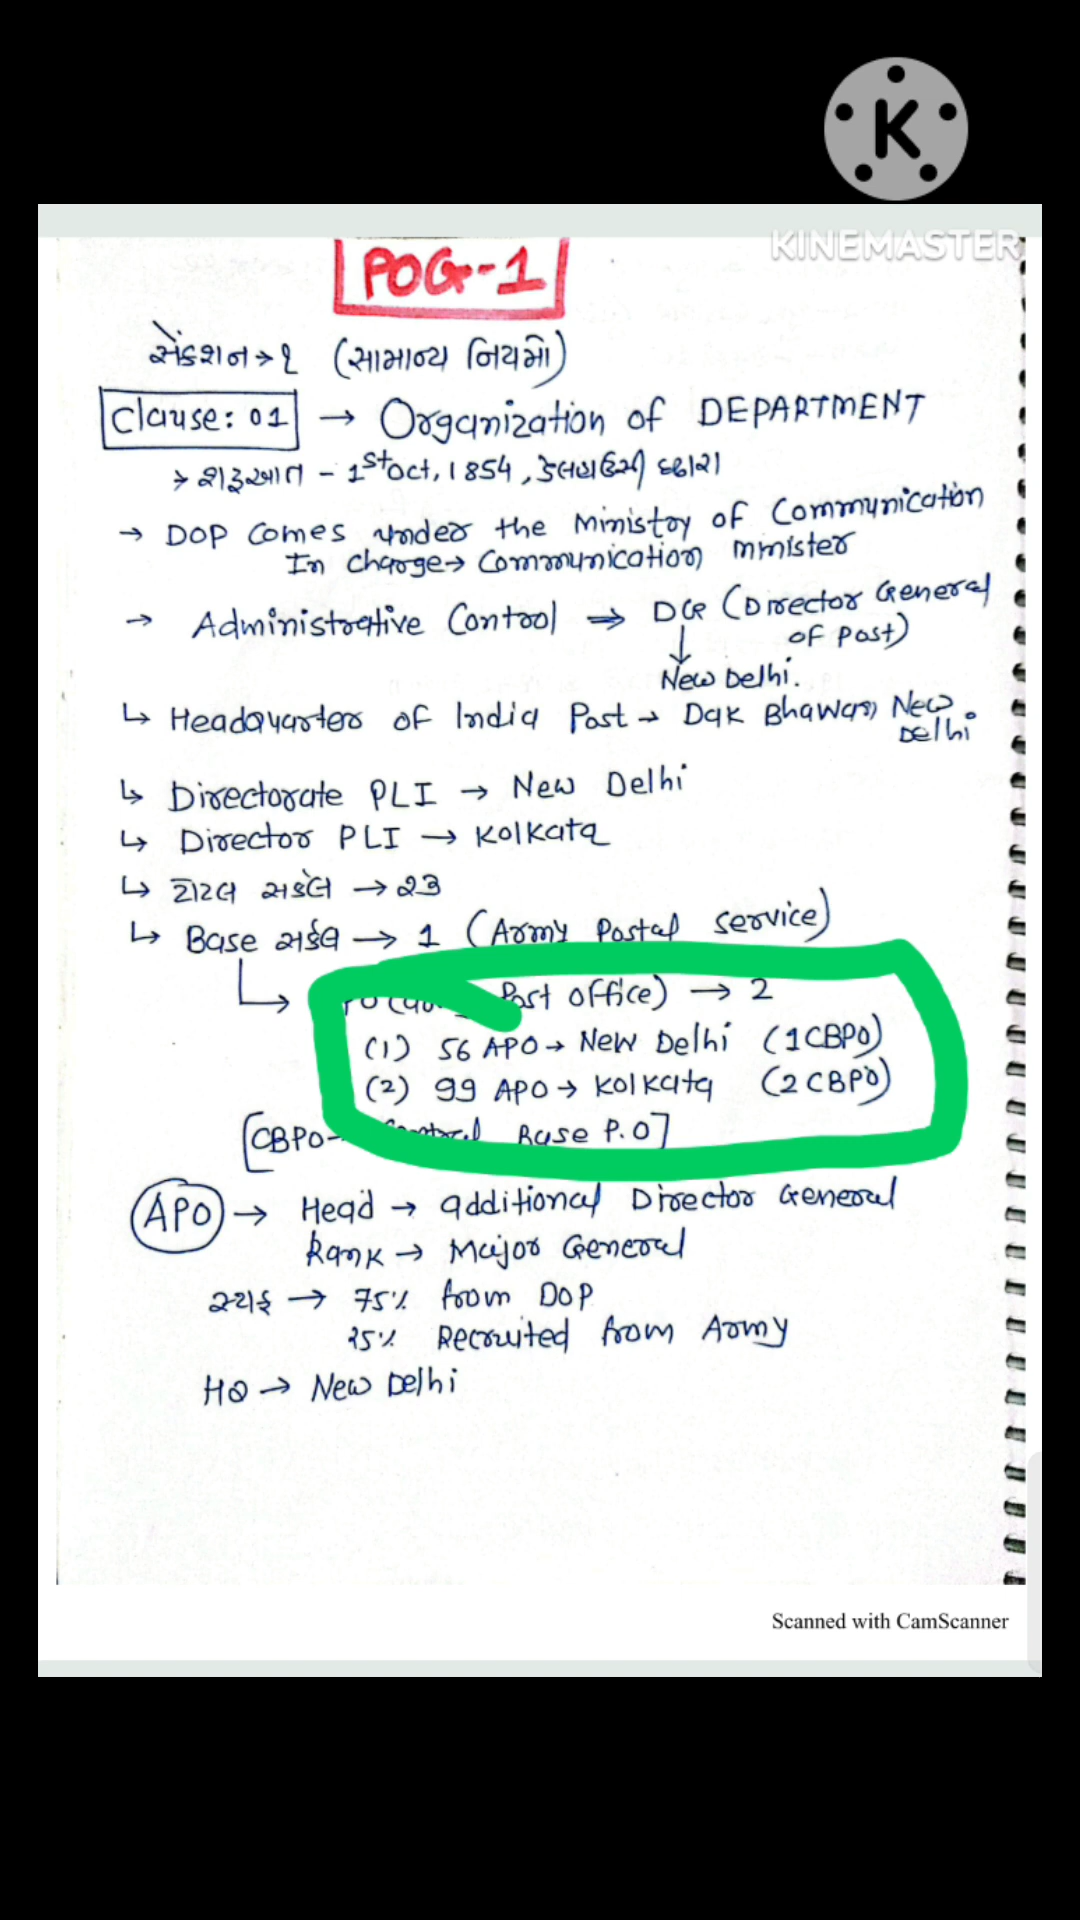 K
KINEMASTER
POG-1
સેકશન → ૧ (સામાન્ય નિયમો)
Clause: 01 → Organization of DEPARTMENT
→ શરૂઆત - 1st Oct, 1854, ડેલહાઉસી દ્વારા
→ DOP Comes under the Ministry of Communication
In charge → Communication minister
→ Administrative Control ⇒ DG (Director General of Post)
↓
New Delhi.
↳ Headquarter of India Post → Dak Bhawan, New Delhi
↳ Directorate PLI → New Delhi
↳ Director PLI → Kolkata
↳ ટોટલ સર્કલ → 23
↳ Base સર્કલ → 1 (Army Postal service)
↳ Post office) → 2
(1) 56 APO → New Delhi (1CBPO)
(2) 99 APO → Kolkata (2 CBPO)
[CBPO- Base P.O]
APO → Head → additional Director General
Rank → Major General
સ્ટાફ → 75% from DOP
25% Recruited from Army
HQ → New Delhi
Scanned with CamScanner